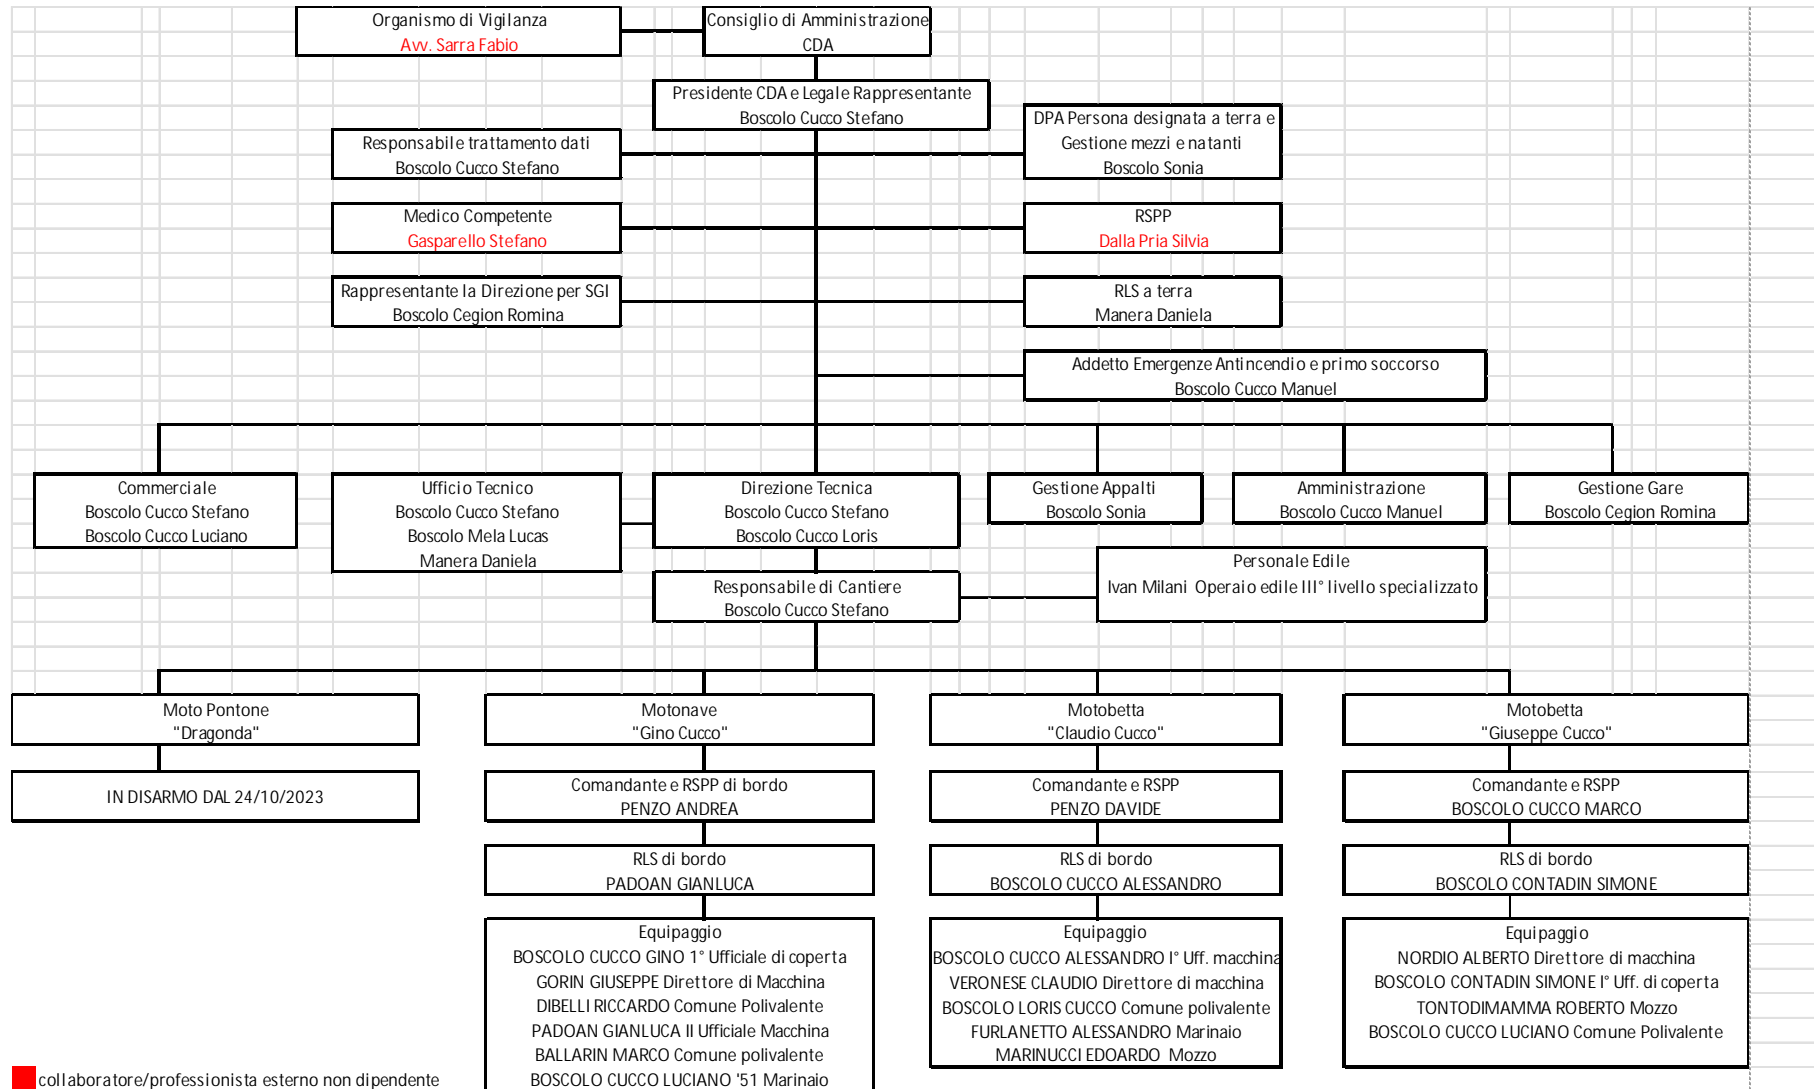 Organismo di Vigilanza
Avv. Sarra Fabio
Consiglio di Amministrazione
CDA
Presidente CDA e Legale Rappresentante
Boscolo Cucco Stefano
DPA Persona designata a terra e
Gestione mezzi e natanti
Boscolo Sonia
Responsabile trattamento dati
Boscolo Cucco Stefano
Medico Competente
Gasparello Stefano
RSPP
Dalla Pria Silvia
Rappresentante la Direzione per SGI
Boscolo Cegion Romina
RLS a terra
Manera Daniela
Addetto Emergenze Antincendio e primo soccorso
Boscolo Cucco Manuel
Commerciale
Boscolo Cucco Stefano
Boscolo Cucco Luciano
Ufficio Tecnico
Boscolo Cucco Stefano
Boscolo Mela Lucas
Manera Daniela
Direzione Tecnica
Boscolo Cucco Stefano
Boscolo Cucco Loris
Gestione Appalti
Boscolo Sonia
Amministrazione
Boscolo Cucco Manuel
Gestione Gare
Boscolo Cegion Romina
Personale Edile
Ivan Milani Operaio edile III° livello specializzato
Responsabile di Cantiere
Boscolo Cucco Stefano
Moto Pontone
"Dragonda"
IN DISARMO DAL 24/10/2023
Motonave
"Gino Cucco"
Comandante e RSPP di bordo
PENZO ANDREA
RLS di bordo
PADOAN GIANLUCA
Equipaggio
BOSCOLO CUCCO GINO 1° Ufficiale di coperta
GORIN GIUSEPPE Direttore di Macchina
DIBELLI RICCARDO Comune Polivalente
PADOAN GIANLUCA II Ufficiale Macchina
BALLARIN MARCO Comune polivalente
BOSCOLO CUCCO LUCIANO '51 Marinaio
Motobetta
"Claudio Cucco"
Comandante e RSPP
PENZO DAVIDE
RLS di bordo
BOSCOLO CUCCO ALESSANDRO
Equipaggio
BOSCOLO CUCCO ALESSANDRO I° Uff. macchina
VERONESE CLAUDIO Direttore di macchina
BOSCOLO LORIS CUCCO Comune polivalente
FURLANETTO ALESSANDRO Marinaio
MARINUCCI EDOARDO Mozzo
Motobetta
"Giuseppe Cucco"
Comandante e RSPP
BOSCOLO CUCCO MARCO
RLS di bordo
BOSCOLO CONTADIN SIMONE
Equipaggio
NORDIO ALBERTO Direttore di macchina
BOSCOLO CONTADIN SIMONE I° Uff. di coperta
TONTODIMAMMA ROBERTO Mozzo
BOSCOLO CUCCO LUCIANO Comune Polivalente
collaboratore/professionista esterno non dipendente